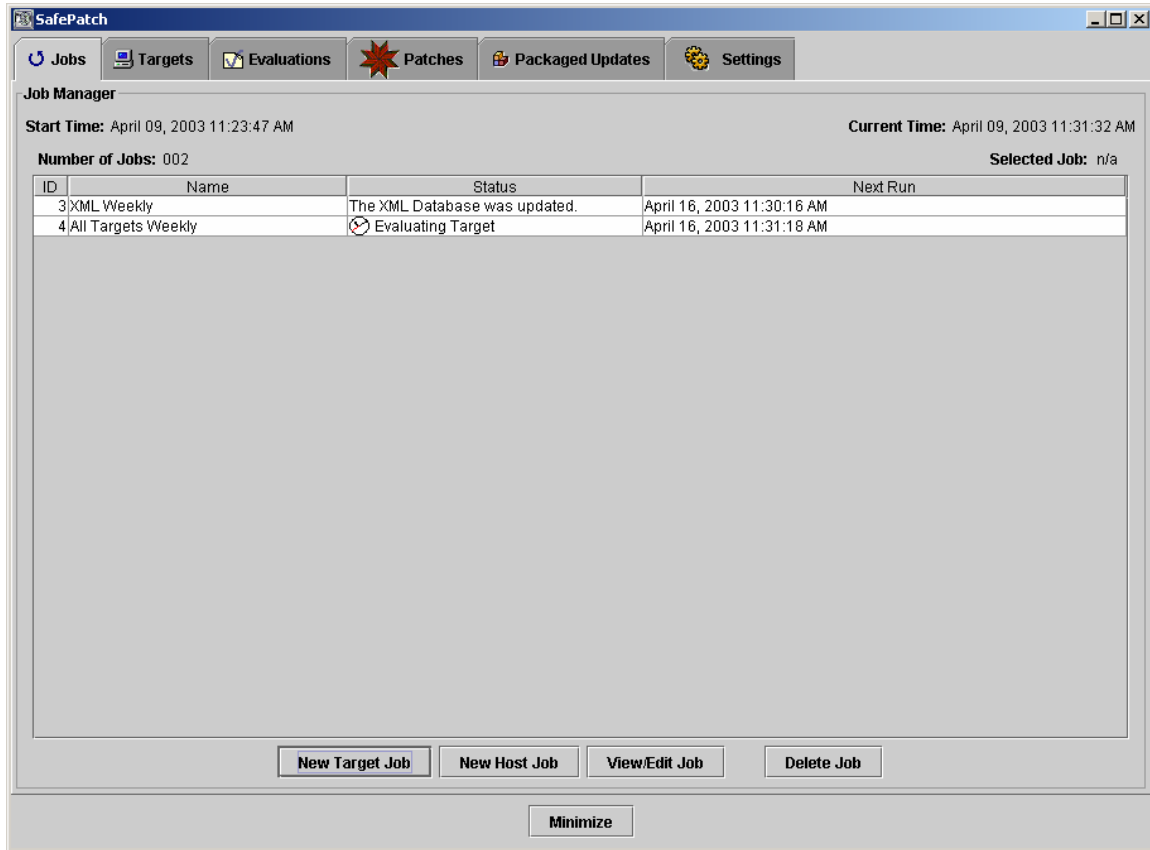 SafePatch
Jobs Targets Evaluations Patches Packaged Updates Settings
Job Manager
Start Time: April 09, 2003 11:23:47 AM Current Time: April 09, 2003 11:31:32 AM
Number of Jobs: 002 Selected Job: n/a
ID Name Status Next Run
3 XML Weekly The XML Database was updated. April 16, 2003 11:30:16 AM
4 All Targets Weekly Evaluating Target April 16, 2003 11:31:18 AM
New Target Job New Host Job View/Edit Job Delete Job
Minimize